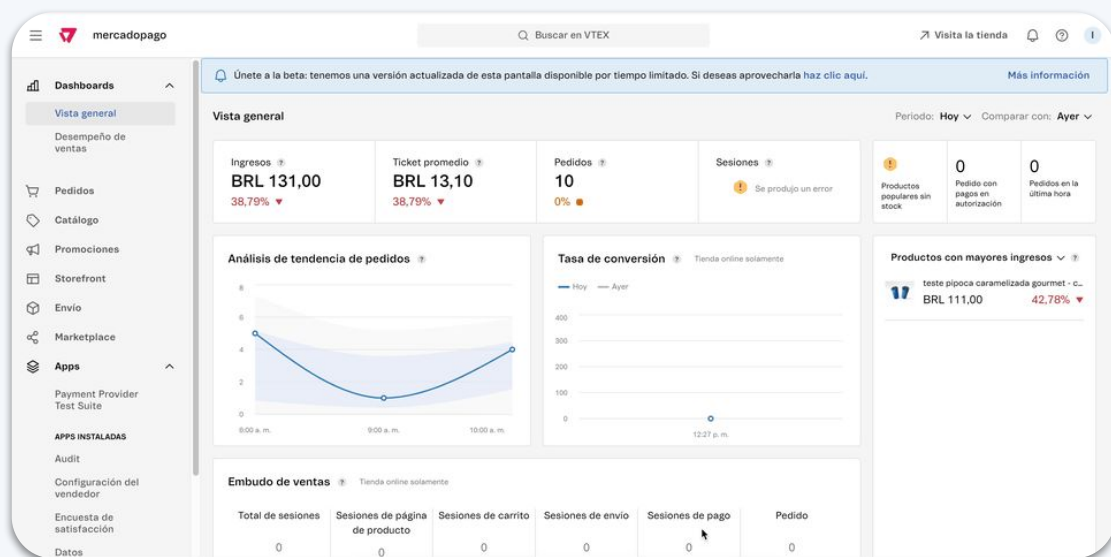 mercadopago
Buscar en VTEX
Visita la tienda
I
Dashboards
Vista general
Desempeño de
ventas
Pedidos
Catálogo
Promociones
Storefront
Envío
Marketplace
Apps
Payment Provider
Test Suite
APPS INSTALADAS
Audit
Configuración del
vendedor
Encuesta de
satisfacción
Datos
Únete a la beta: tenemos una versión actualizada de esta pantalla disponible por tiempo limitado. Si deseas aprovecharla haz clic aquí.
Más información
Vista general
Periodo: Hoy
Comparar con: Ayer
Ingresos ?
BRL 131,00
38,79%
Ticket promedio ?
BRL 13,10
38,79%
Pedidos ?
10
0%
Sesiones ?
! Se produjo un error
!
Productos
populares sin
stock
0
Pedido con
pagos en
autorización
0
Pedidos en la
última hora
Análisis de tendencia de pedidos ?
8
6
4
2
0
6:00 a. m.
9:00 a. m.
10:00 a. m.
Tasa de conversión ? Tienda online solamente
Hoy Ayer
400
300
200
100
0
12:27 p. m.
Productos con mayores ingresos ?
teste pipoca caramelizada gourmet - c...
BRL 111,00 42,78%
Embudo de ventas ? Tienda online solamente
Total de sesiones
0
Sesiones de página
de producto
0
Sesiones de carrito
0
Sesiones de envío
0
Sesiones de pago
0
Pedido
0